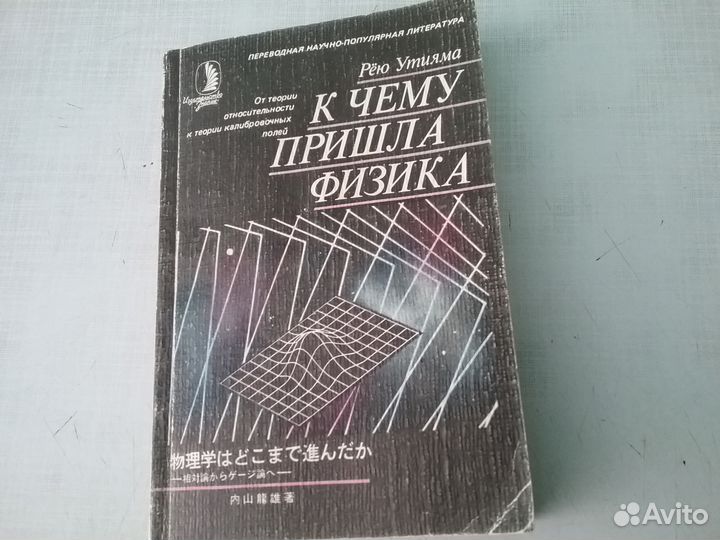 ПЕРЕВОДНАЯ НАУЧНО-ПОПУЛЯРНАЯ ЛИТЕРАТУРА
Издательство
Знание
Рёю Утияма
К ЧЕМУ
ПРИШЛА
ФИЗИКА
От теории
относительности
к теории калибровочных
полей
物理学はどこまで進んだか
—相対論からゲージ論へ—
内山龍雄著
Avito